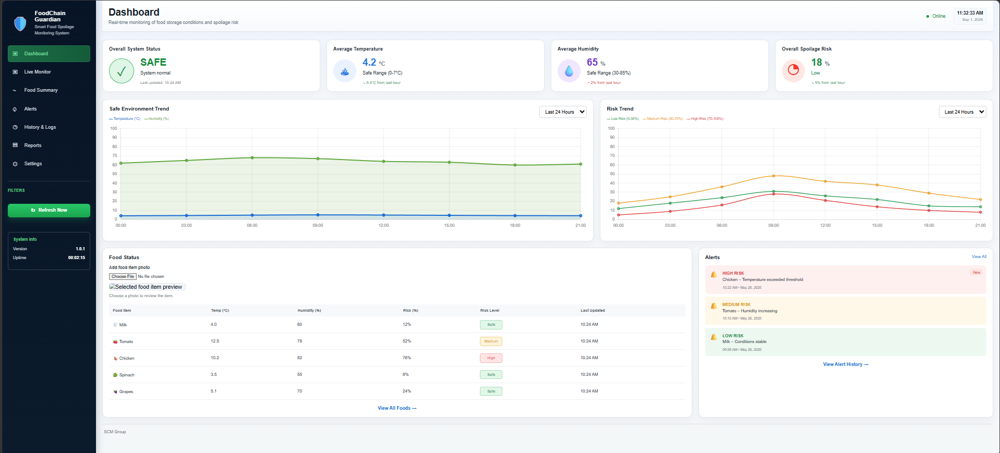 FoodChain
Guardian
Smart Food Spoilage
Monitoring System
Dashboard
Live Monitor
Food Summary
Alerts
History & Logs
Reports
Settings
FILTERS
↻ Refresh Now
System Info
Version 1.0.1
Uptime 00:02:15
Dashboard
Real-time monitoring of food storage conditions and spoilage risk
Online
11:32:33 AM
Sep 1, 2026
Overall System Status
SAFE
System normal
Last updated: 10:24 AM
Average Temperature
4.2 °C
Safe Range (0-7°C)
↘ 0.3°C from last hour
Average Humidity
65 %
Safe Range (30-85%)
↗ 2% from last hour
Overall Spoilage Risk
18 %
Low
↘ 5% from last hour
Safe Environment Trend
Last 24 Hours
Temperature (°C) Humidity (%)
100
90
80
70
60
50
40
30
20
10
0
00:00 03:00 06:00 09:00 12:00 15:00 18:00 21:00
Risk Trend
Last 24 Hours
Low Risk (0-30%) Medium Risk (30-70%) High Risk (70-100%)
100
90
80
70
60
50
40
30
20
10
0
00:00 03:00 06:00 09:00 12:00 15:00 18:00 21:00
Food Status
Add food item photo
Choose File No file chosen
Selected food item preview
Choose a photo to review the item.
Food Item Temp (°C) Humidity (%) Risk (%) Risk Level Last Updated
Milk 4.0 60 12% Safe 10:24 AM
Tomato 12.5 78 52% Medium 10:24 AM
Chicken 10.2 82 76% High 10:24 AM
Spinach 3.5 55 8% Safe 10:24 AM
Grapes 5.1 70 24% Safe 10:24 AM
View All Foods →
Alerts
View All
HIGH RISK New
Chicken – Temperature exceeded threshold
10:22 AM • May 26, 2025
MEDIUM RISK
Tomato – Humidity increasing
10:15 AM • May 26, 2025
LOW RISK
Milk – Conditions stable
09:58 AM • May 26, 2025
View Alert History →
SCM Group